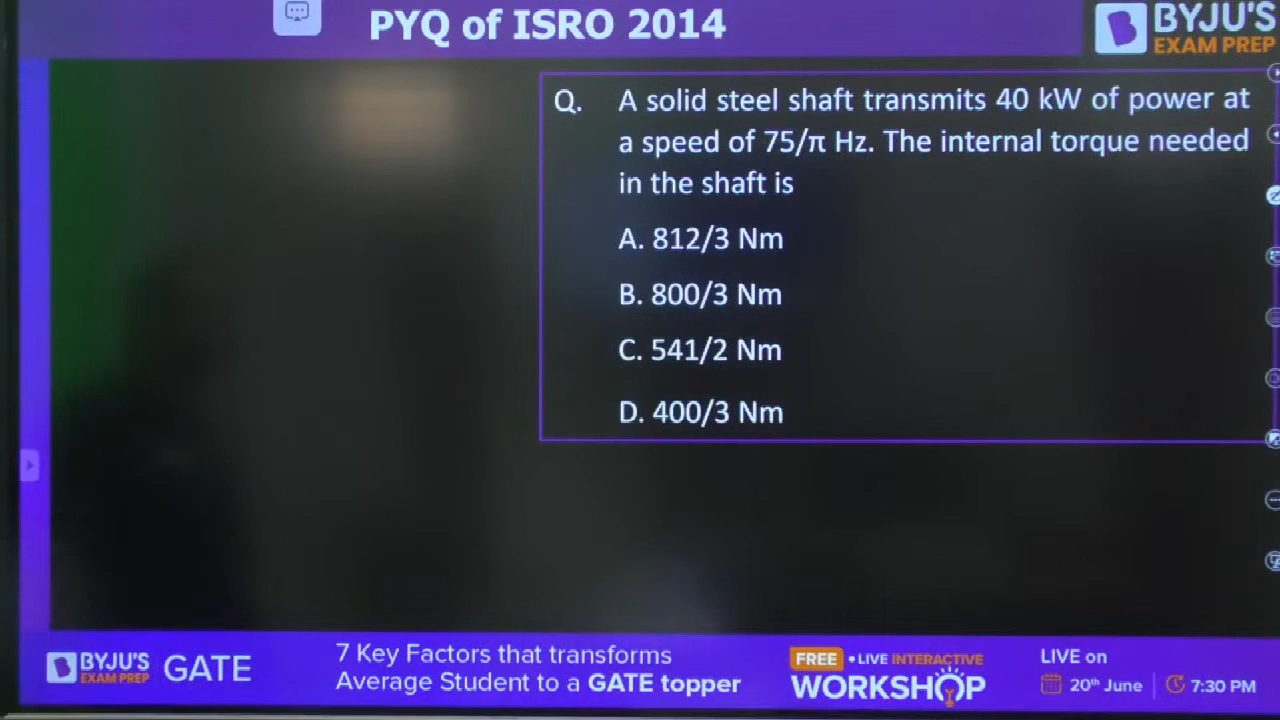 PYQ of ISRO 2014
BYJU'S
EXAM PREP
Q. A solid steel shaft transmits 40 kW of power at
a speed of 75/π Hz. The internal torque needed
in the shaft is
A. 812/3 Nm
B. 800/3 Nm
C. 541/2 Nm
D. 400/3 Nm
BYJU'S
EXAM PREP
GATE
7 Key Factors that transforms
Average Student to a GATE topper
FREE • LIVE INTERACTIVE
WORKSHOP
LIVE on
20th June | 7:30 PM